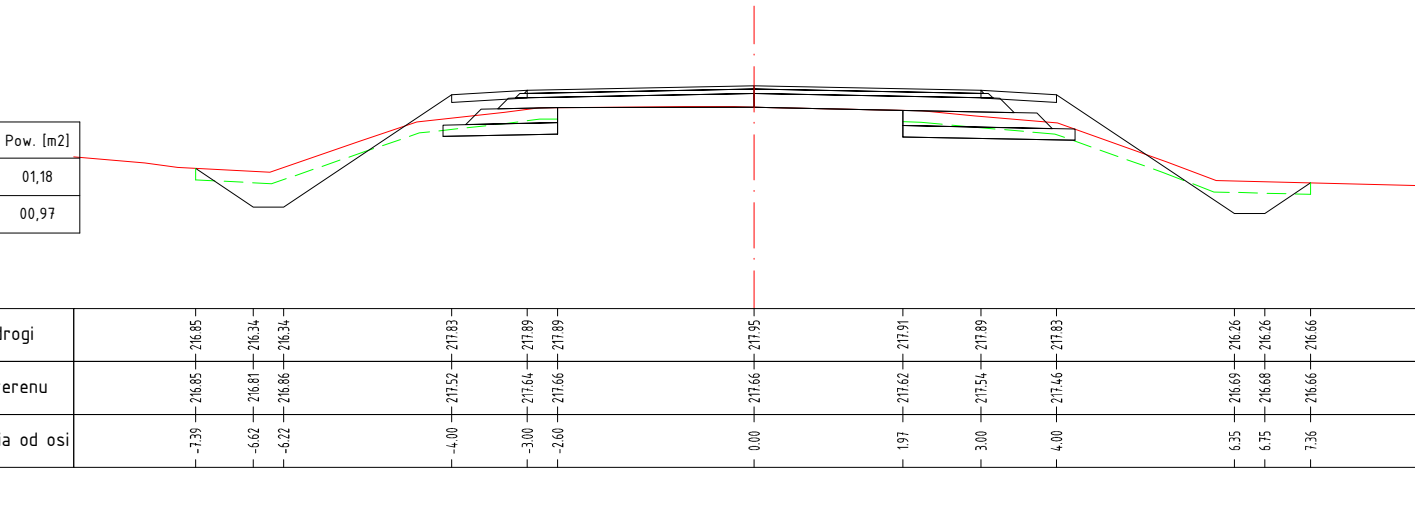 Pow. [m2]
01,18
00,97
drogi
216.85 216.34 216.34 217.83 217.89 217.89 217.95 217.91 217.89 217.83 216.26 216.26 216.66
erenu
216.85 216.81 216.86 217.52 217.64 217.66 217.66 217.62 217.54 217.46 216.69 216.68 216.66
ia od osi
-7.39 -6.62 -6.22 -4.00 -3.00 -2.60 0.00 1.97 3.00 4.00 6.35 6.75 7.36